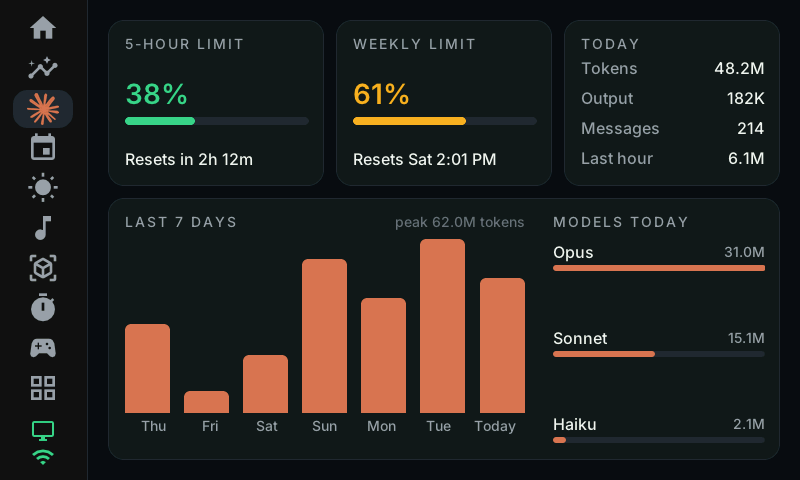 5-HOUR LIMIT
38%
Resets in 2h 12m
WEEKLY LIMIT
61%
Resets Sat 2:01 PM
TODAY
Tokens 48.2M
Output 182K
Messages 214
Last hour 6.1M
LAST 7 DAYS peak 62.0M tokens
Thu Fri Sat Sun Mon Tue Today
MODELS TODAY
Opus 31.0M
Sonnet 15.1M
Haiku 2.1M